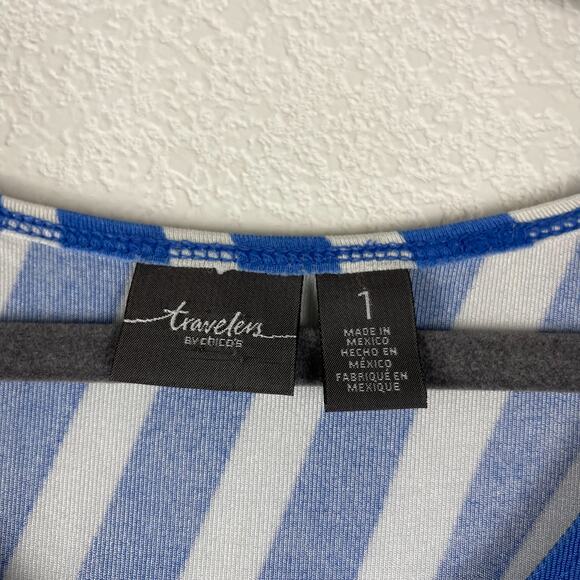 travelers
BY CHICO'S
1
MADE IN
MEXICO
HECHO EN
MÉXICO
FABRIQUÉ EN
MEXIQUE